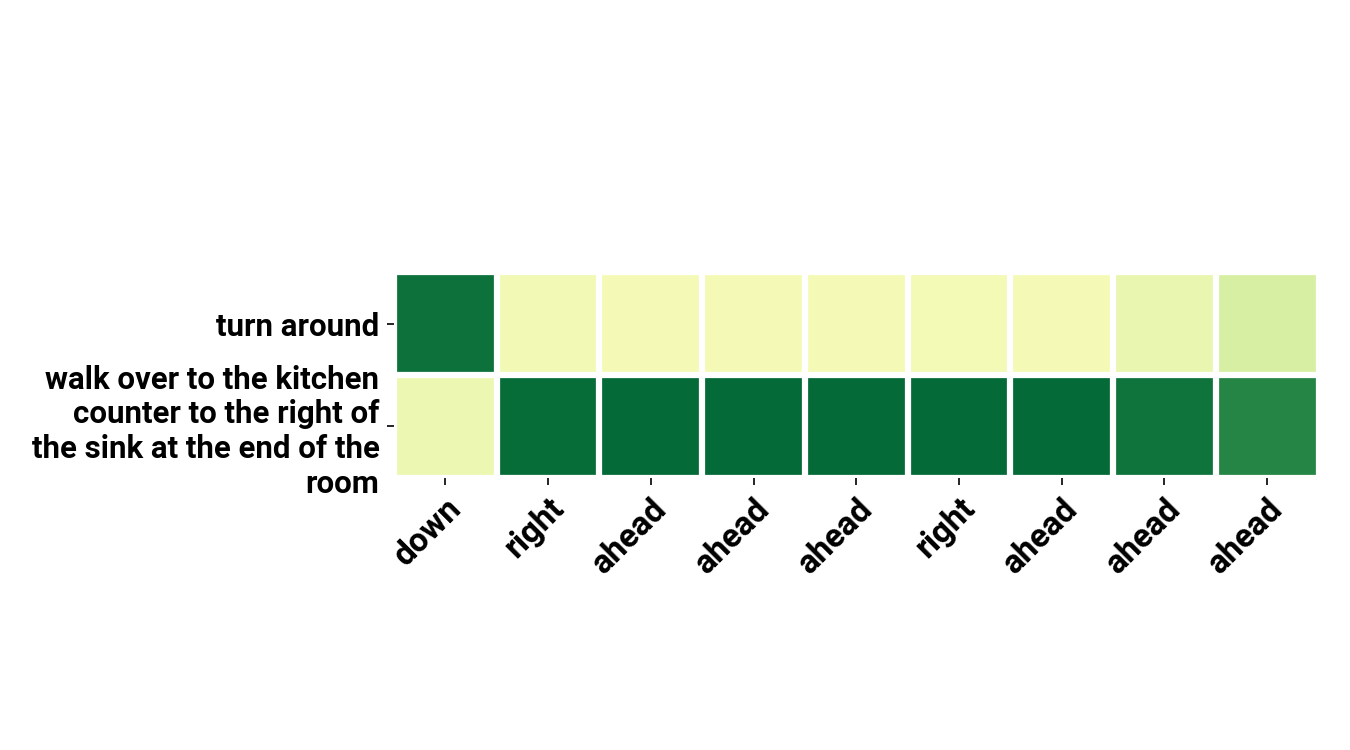 turn around
walk over to the kitchen
counter to the right of
the sink at the end of the
room
down
right
ahead
ahead
ahead
right
ahead
ahead
ahead